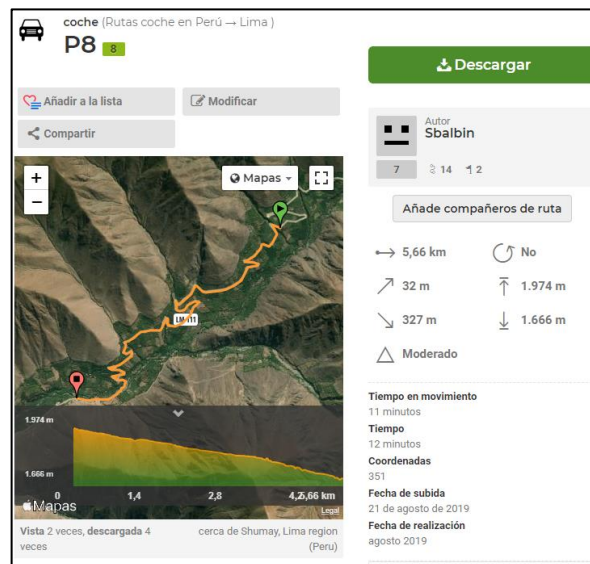 coche (Rutas coche en Perú → Lima )
P8 8
Añadir a la lista
Modificar
Compartir
+
−
Mapas
LM-111
1.974 m
1.666 m
0 1,4 2,8 4,25,66 km
Mapas
Legal
Vista 2 veces, descargada 4 veces
cerca de Shumay, Lima region (Peru)
Descargar
Autor
Sbalbin
7 14 2
Añade compañeros de ruta
5,66 km No
32 m 1.974 m
327 m 1.666 m
Moderado
Tiempo en movimiento
11 minutos
Tiempo
12 minutos
Coordenadas
351
Fecha de subida
21 de agosto de 2019
Fecha de realización
agosto 2019